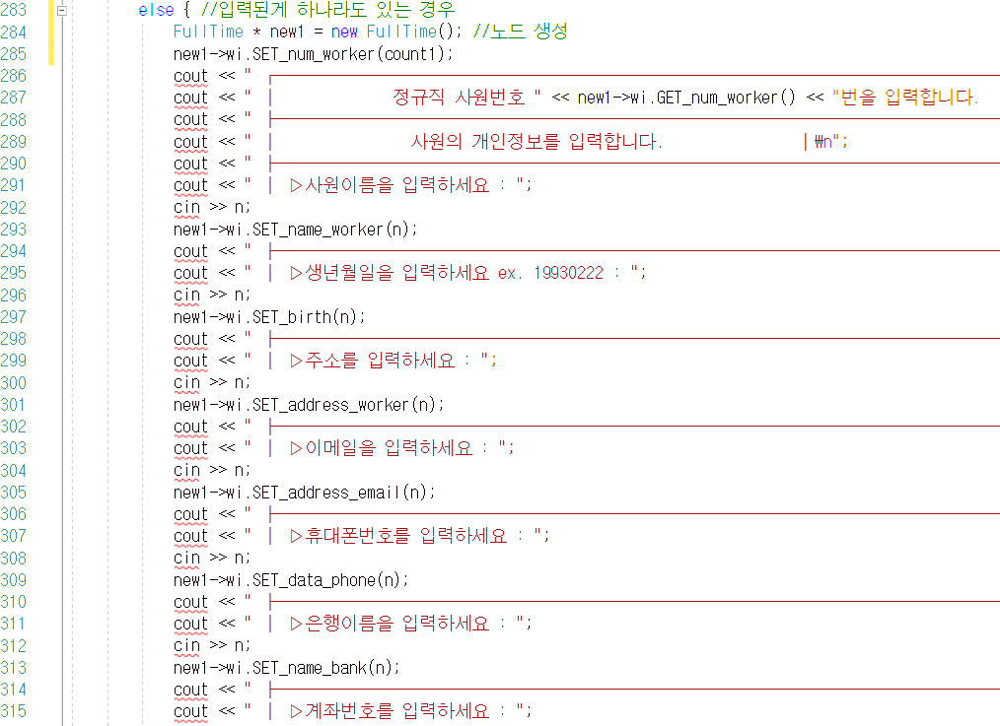 283 else { //입력된게 하나라도 있는 경우
284 FullTime * new1 = new FullTime(); //노드 생성
285 new1->wi.SET_num_worker(count1);
286 cout << " ┌──────────────────────────────
287 cout << " │ 정규직 사원번호 " << new1->wi.GET_num_worker() << "번을 입력합니다.
288 cout << " ├──────────────────────────────
289 cout << " │ 사원의 개인정보를 입력합니다. │₩n";
290 cout << " ├──────────────────────────────
291 cout << " │ ▷사원이름을 입력하세요 : ";
292 cin >> n;
293 new1->wi.SET_name_worker(n);
294 cout << " ├──────────────────────────────
295 cout << " │ ▷생년월일을 입력하세요 ex. 19930222 : ";
296 cin >> n;
297 new1->wi.SET_birth(n);
298 cout << " ├──────────────────────────────
299 cout << " │ ▷주소를 입력하세요 : ";
300 cin >> n;
301 new1->wi.SET_address_worker(n);
302 cout << " ├──────────────────────────────
303 cout << " │ ▷이메일을 입력하세요 : ";
304 cin >> n;
305 new1->wi.SET_address_email(n);
306 cout << " ├──────────────────────────────
307 cout << " │ ▷휴대폰번호를 입력하세요 : ";
308 cin >> n;
309 new1->wi.SET_data_phone(n);
310 cout << " ├──────────────────────────────
311 cout << " │ ▷은행이름을 입력하세요 : ";
312 cin >> n;
313 new1->wi.SET_name_bank(n);
314 cout << " ├──────────────────────────────
315 cout << " │ ▷계좌번호를 입력하세요 : ";